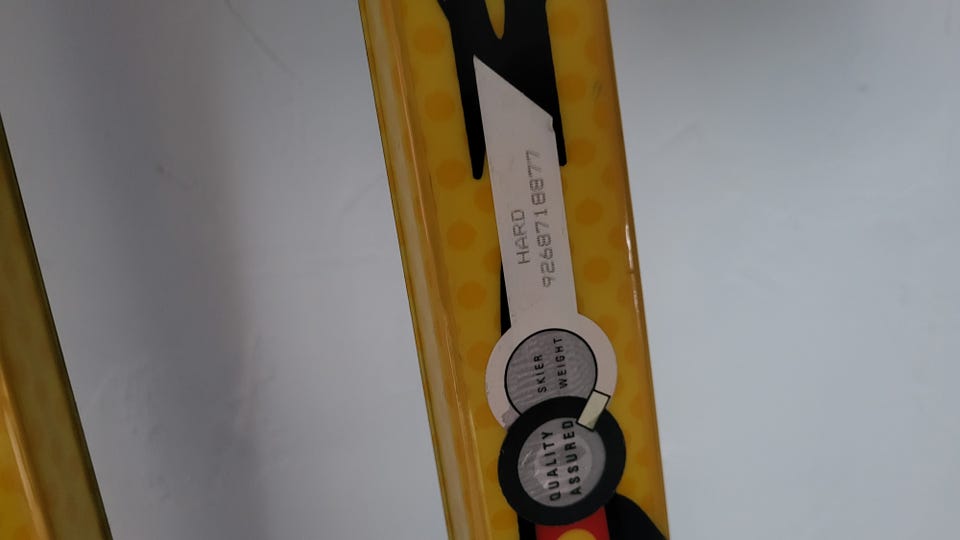 HARD
9268718877
SKIER
WEIGHT
QUALITY
ASSURED